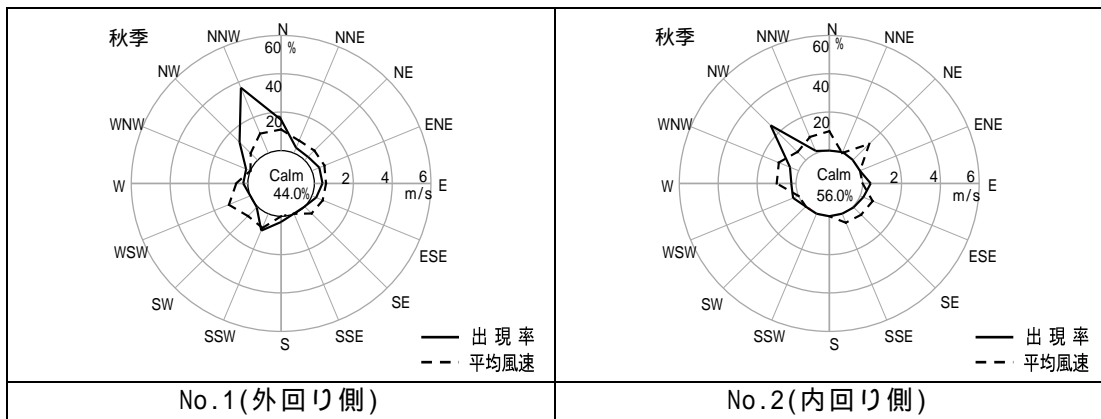 秋季
N
NNE
NE
ENE
E
ESE
SE
SSE
S
SSW
SW
WSW
W
WNW
NW
NNW
60 %
40
20
Calm
44.0%
2 4 6
m/s
出 現 率
平均風速
No.1(外回り側)
秋季
N
NNE
NE
ENE
E
ESE
SE
SSE
S
SSW
SW
WSW
W
WNW
NW
NNW
60 %
40
20
Calm
56.0%
2 4 6
m/s
出 現 率
平均風速
No.2(内回り側)